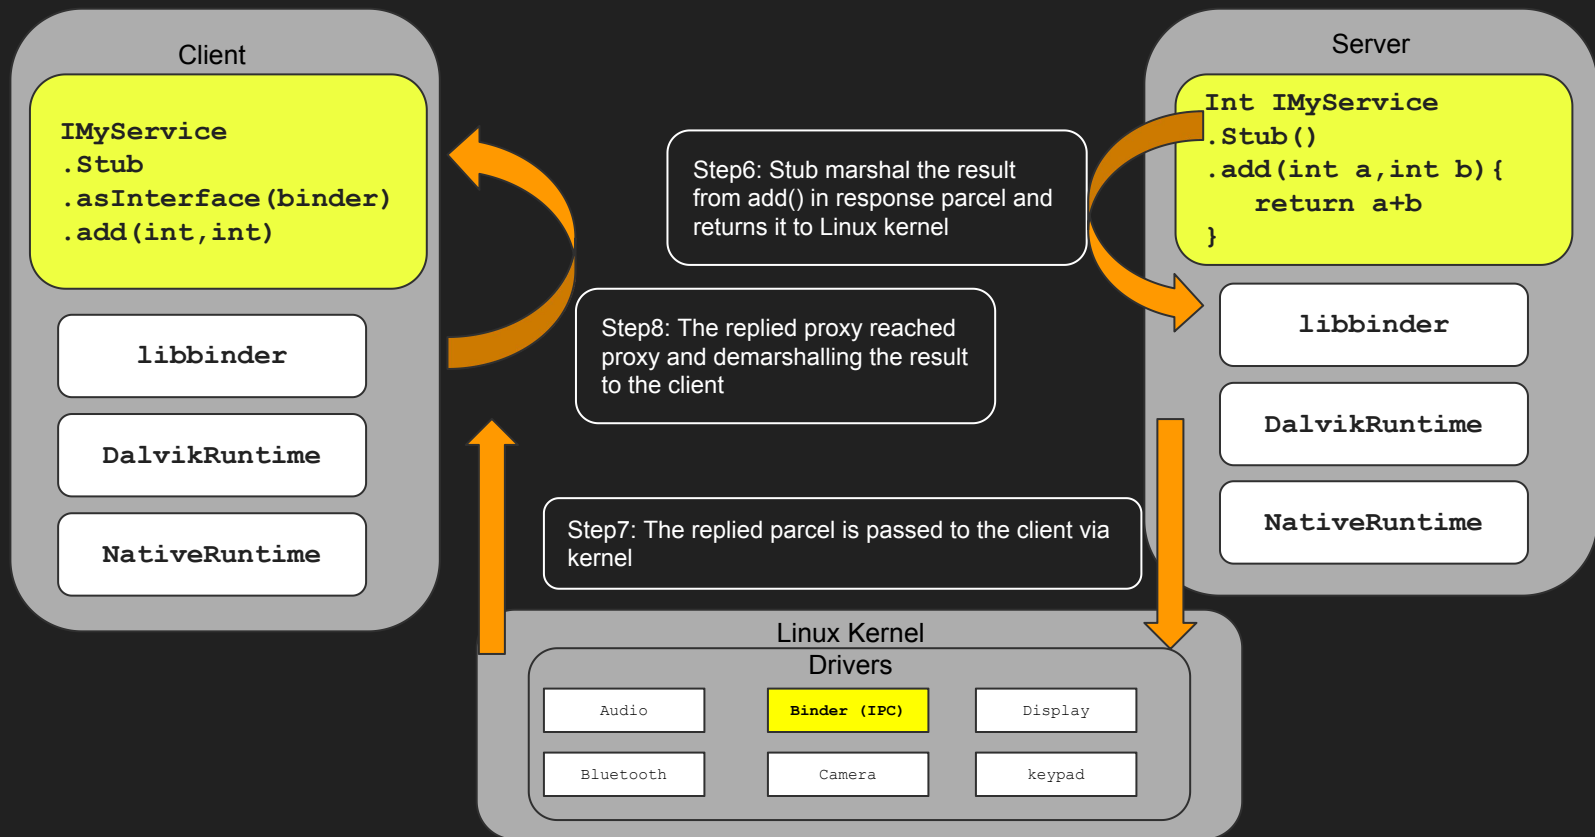 Client
IMyService
.Stub
.asInterface(binder)
.add(int,int)
libbinder
DalvikRuntime
NativeRuntime
Step6: Stub marshal the result
from add() in response parcel and
returns it to Linux kernel
Step8: The replied proxy reached
proxy and demarshalling the result
to the client
Step7: The replied parcel is passed to the client via
kernel
Server
Int IMyService
.Stub()
.add(int a,int b){
return a+b
}
libbinder
DalvikRuntime
NativeRuntime
Linux Kernel
Drivers
Audio
Binder (IPC)
Display
Bluetooth
Camera
keypad